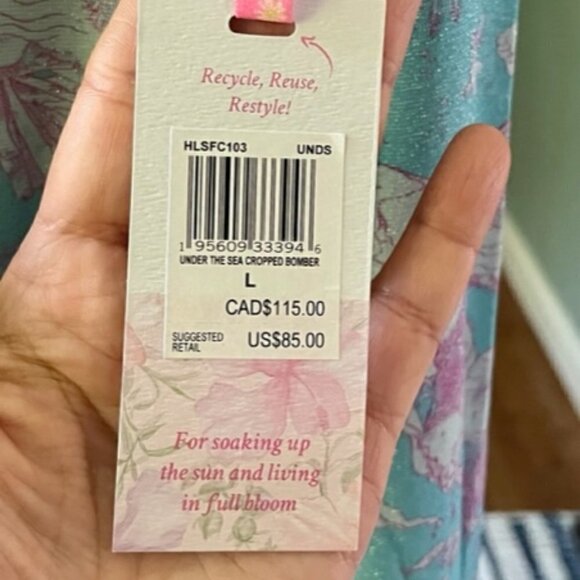 Recycle, Reuse,
Restyle!
HLSFC103 UNDS
1 95609 33394 6
UNDER THE SEA CROPPED BOMBER
L
CAD$115.00
SUGGESTED
RETAIL US$85.00
For soaking up
the sun and living
in full bloom